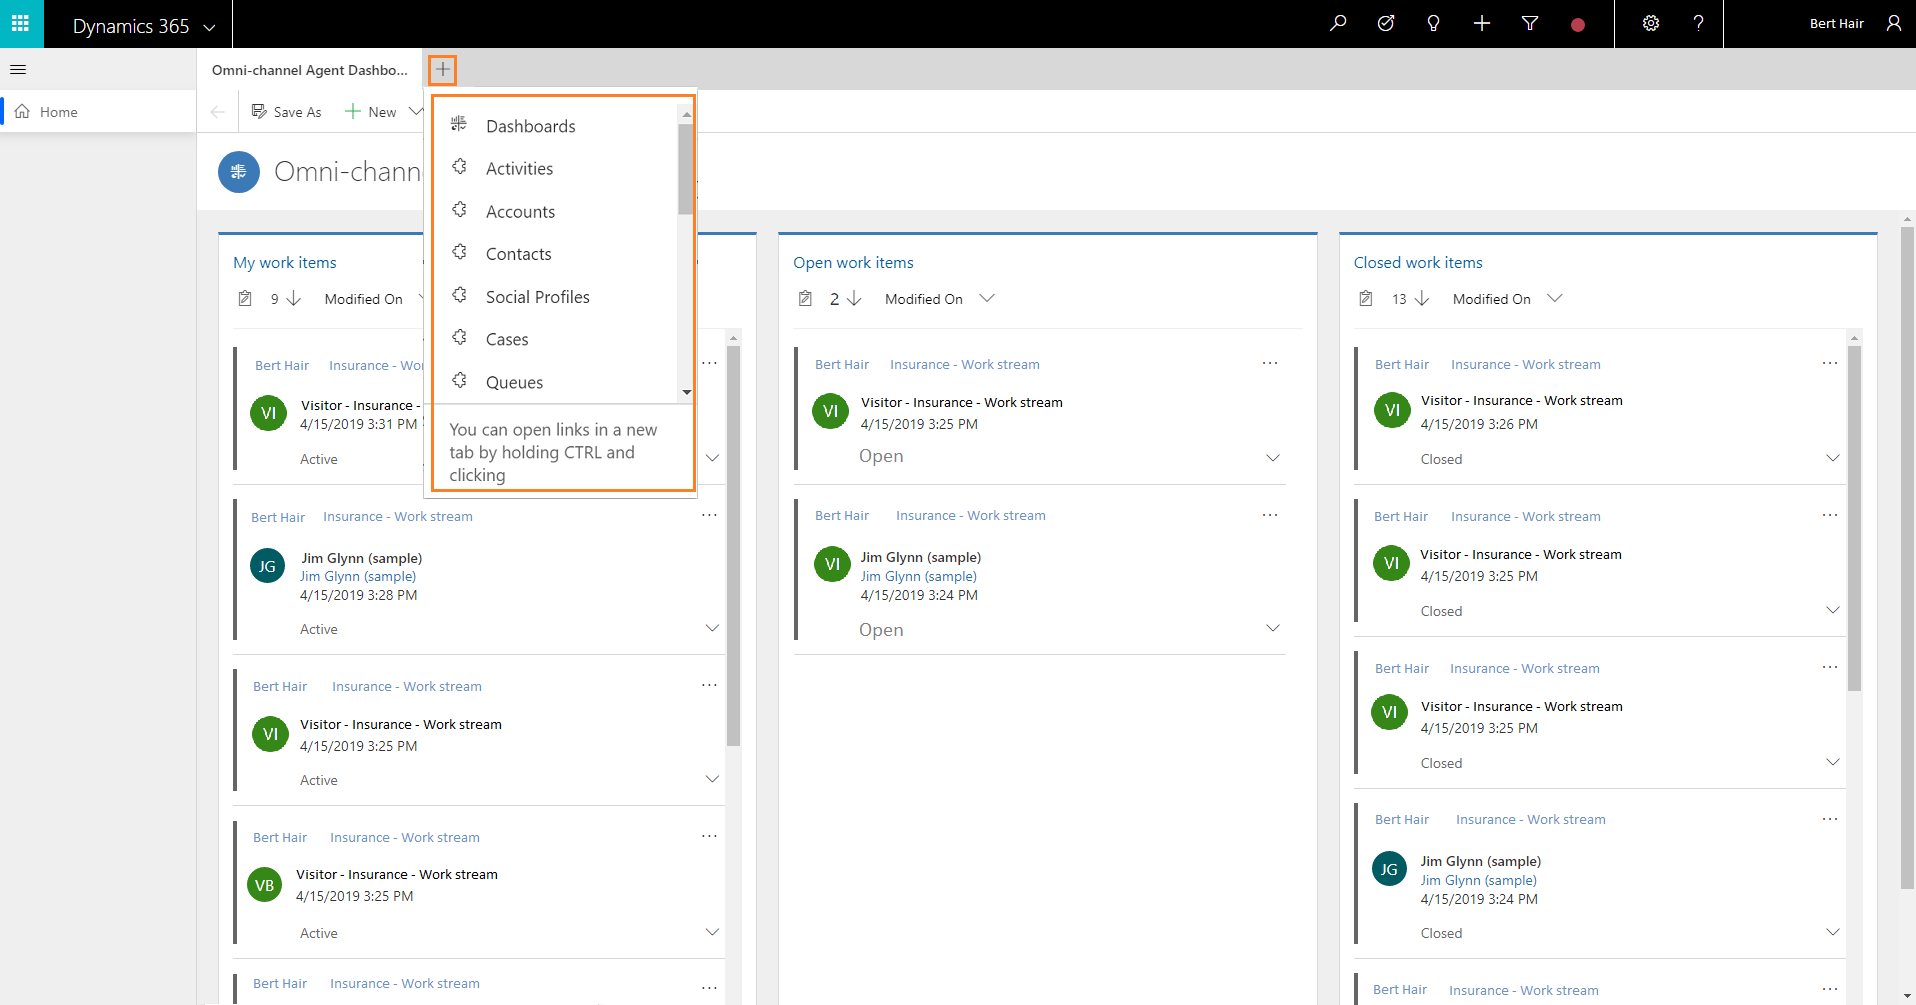 Dynamics 365
Bert Hair
Omni-channel Agent Dashbo...
Home
Save As
New
Omni-chann
Dashboards
Activities
Accounts
Contacts
Social Profiles
Cases
Queues
You can open links in a new
tab by holding CTRL and
clicking
My work items
9
Modified On
Bert Hair Insurance - Wo
VI
Visitor - Insurance -
4/15/2019 3:31 PM
Active
Bert Hair Insurance - Work stream
JG
Jim Glynn (sample)
Jim Glynn (sample)
4/15/2019 3:28 PM
Active
Bert Hair Insurance - Work stream
VI
Visitor - Insurance - Work stream
4/15/2019 3:25 PM
Active
Bert Hair Insurance - Work stream
VB
Visitor - Insurance - Work stream
4/15/2019 3:25 PM
Active
Bert Hair Insurance - Work stream
Open work items
2
Modified On
Bert Hair Insurance - Work stream
VI
Visitor - Insurance - Work stream
4/15/2019 3:25 PM
Open
Bert Hair Insurance - Work stream
VI
Jim Glynn (sample)
Jim Glynn (sample)
4/15/2019 3:24 PM
Open
Closed work items
13
Modified On
Bert Hair Insurance - Work stream
VI
Visitor - Insurance - Work stream
4/15/2019 3:26 PM
Closed
Bert Hair Insurance - Work stream
VI
Visitor - Insurance - Work stream
4/15/2019 3:25 PM
Closed
Bert Hair Insurance - Work stream
VI
Visitor - Insurance - Work stream
4/15/2019 3:25 PM
Closed
Bert Hair Insurance - Work stream
JG
Jim Glynn (sample)
Jim Glynn (sample)
4/15/2019 3:24 PM
Closed
Bert Hair Insurance - Work stream